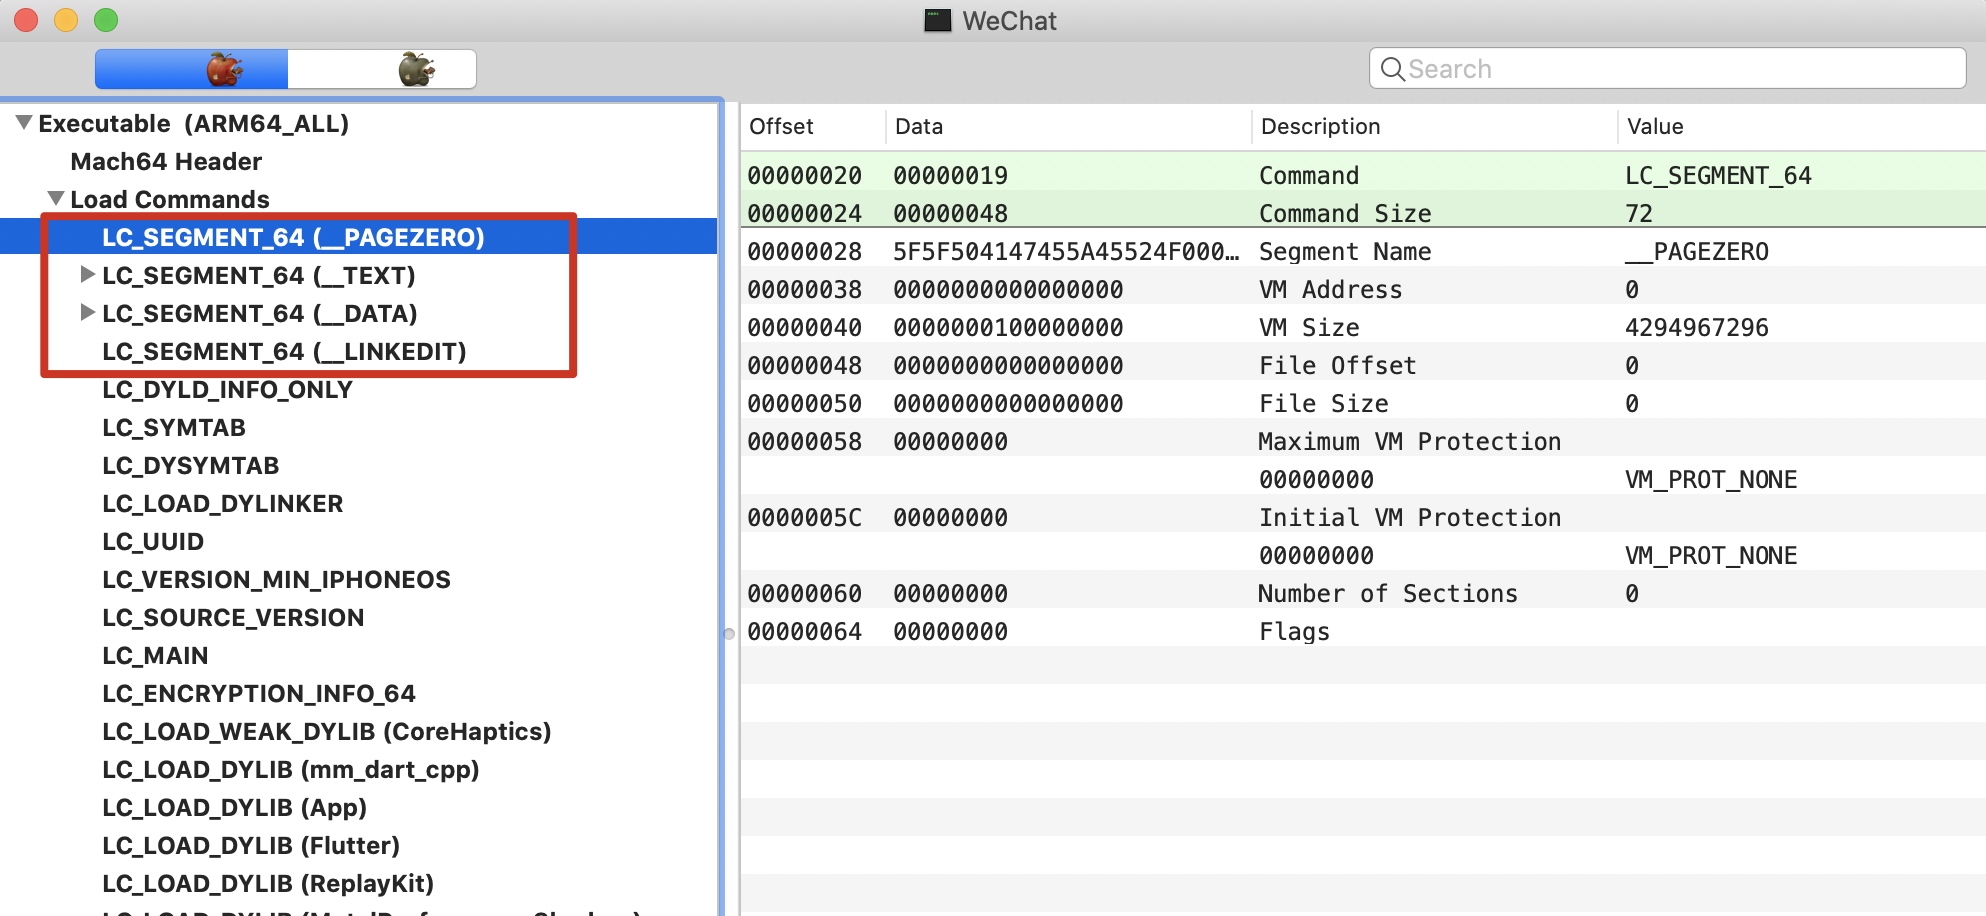 WeChat
Search
Executable (ARM64_ALL)
Mach64 Header
Load Commands
LC_SEGMENT_64 (__PAGEZERO)
LC_SEGMENT_64 (__TEXT)
LC_SEGMENT_64 (__DATA)
LC_SEGMENT_64 (__LINKEDIT)
LC_DYLD_INFO_ONLY
LC_SYMTAB
LC_DYSYMTAB
LC_LOAD_DYLINKER
LC_UUID
LC_VERSION_MIN_IPHONEOS
LC_SOURCE_VERSION
LC_MAIN
LC_ENCRYPTION_INFO_64
LC_LOAD_WEAK_DYLIB (CoreHaptics)
LC_LOAD_DYLIB (mm_dart_cpp)
LC_LOAD_DYLIB (App)
LC_LOAD_DYLIB (Flutter)
LC_LOAD_DYLIB (ReplayKit)
Offset Data Description Value
00000020 00000019 Command LC_SEGMENT_64
00000024 00000048 Command Size 72
00000028 5F5F504147455A45524F000… Segment Name __PAGEZERO
00000038 0000000000000000 VM Address 0
00000040 0000000100000000 VM Size 4294967296
00000048 0000000000000000 File Offset 0
00000050 0000000000000000 File Size 0
00000058 00000000 Maximum VM Protection
00000000 VM_PROT_NONE
0000005C 00000000 Initial VM Protection
00000000 VM_PROT_NONE
00000060 00000000 Number of Sections 0
00000064 00000000 Flags